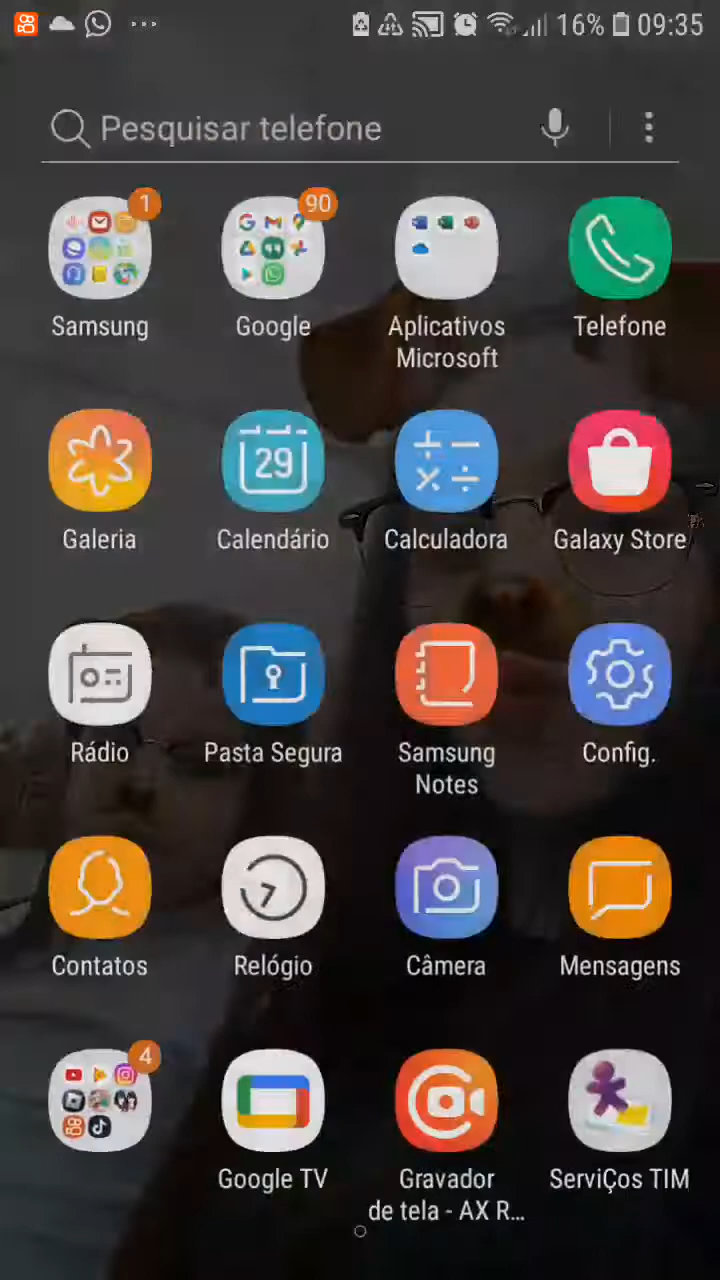 16% 09:35
Pesquisar telefone
1
90
Samsung
Google
Aplicativos
Microsoft
Telefone
29
Galeria
Calendário
Calculadora
Galaxy Store
Rádio
Pasta Segura
Samsung
Notes
Config.
Contatos
Relógio
Câmera
Mensagens
4
Google TV
Gravador
de tela - AX R...
ServiÇos TIM